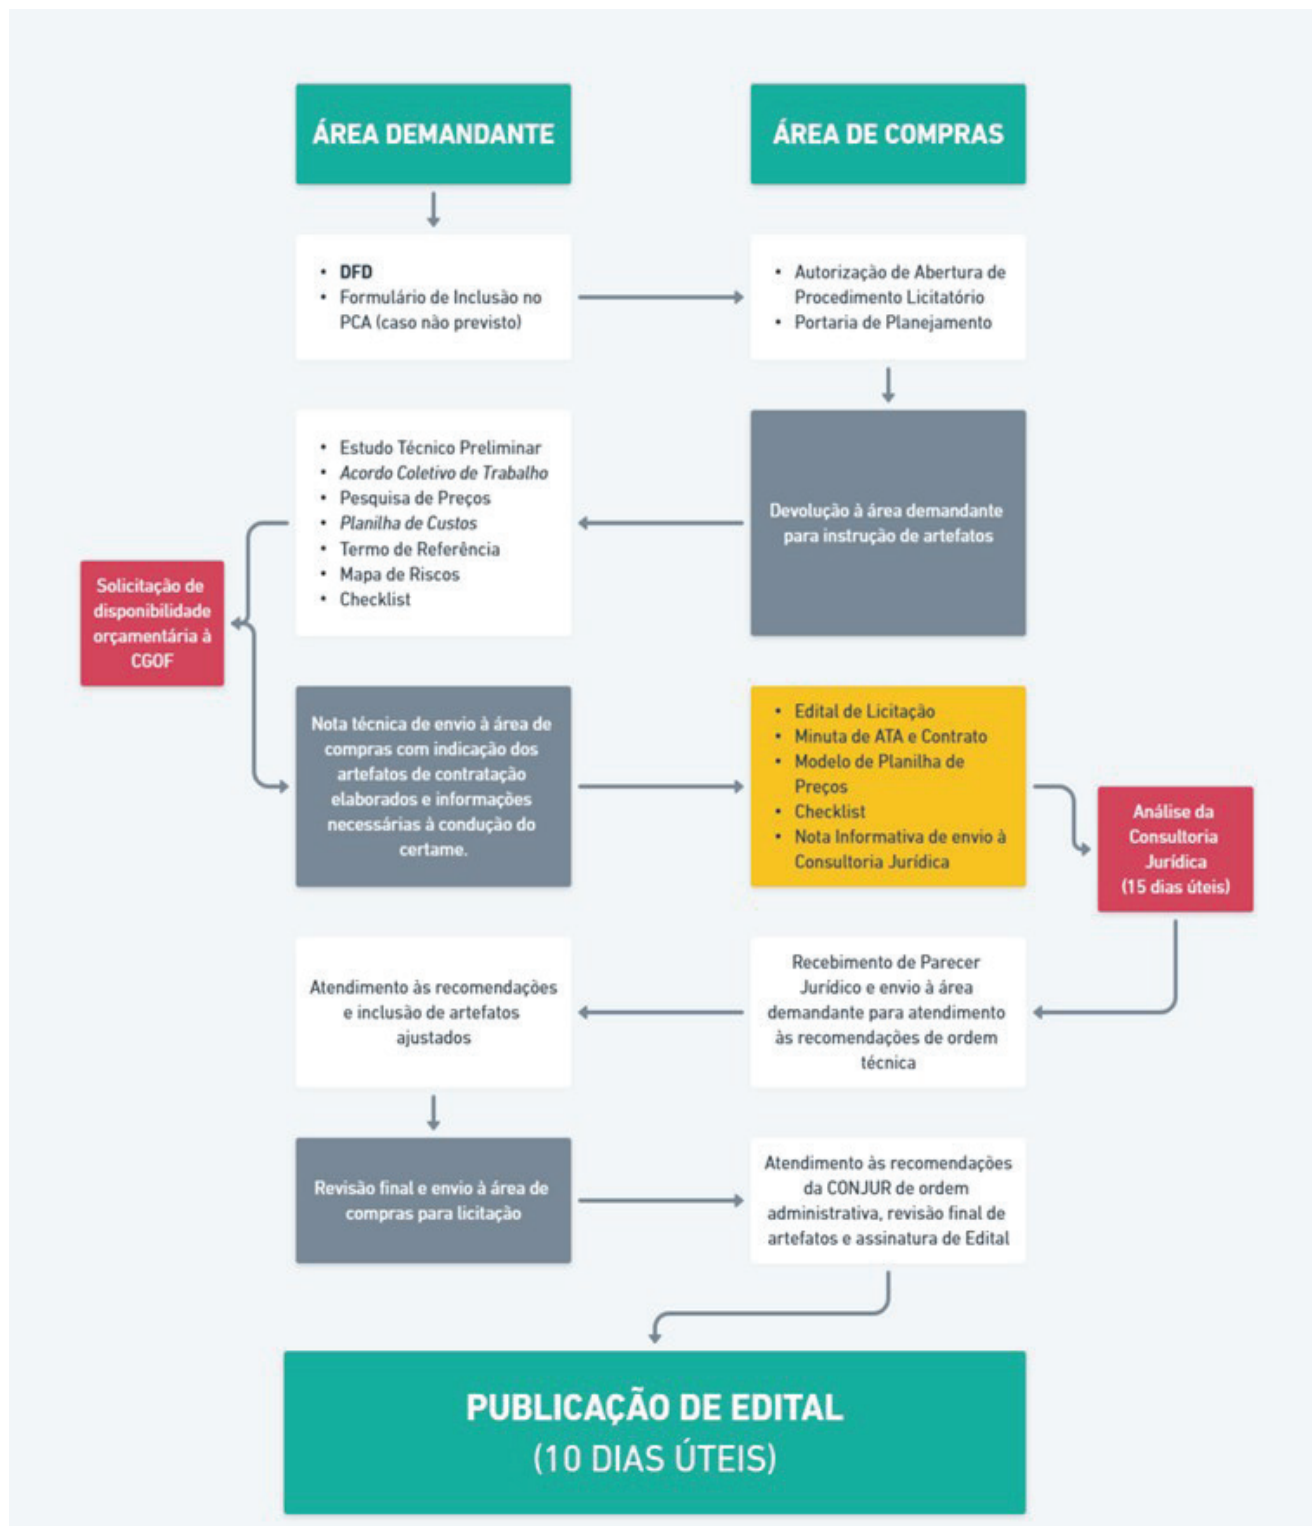 ÁREA DEMANDANTE
ÁREA DE COMPRAS
• DFD
• Formulário de Inclusão no
PCA (caso não previsto)
• Autorização de Abertura de
Procedimento Licitatório
• Portaria de Planejamento
• Estudo Técnico Preliminar
• Acordo Coletivo de Trabalho
• Pesquisa de Preços
• Planilha de Custos
• Termo de Referência
• Mapa de Riscos
• Checklist
Devolução à área demandante
para instrução de artefatos
Solicitação de
disponibilidade
orçamentária à
CGOF
Nota técnica de envio à área de
compras com indicação dos
artefatos de contratação
elaborados e informações
necessárias à condução do
certame.
• Edital de Licitação
• Minuta de ATA e Contrato
• Modelo de Planilha de
Preços
• Checklist
• Nota Informativa de envio à
Consultoria Jurídica
Análise da
Consultoria
Jurídica
(15 dias úteis)
Atendimento às recomendações
e inclusão de artefatos
ajustados
Recebimento de Parecer
Jurídico e envio à área
demandante para atendimento
às recomendações de ordem
técnica
Revisão final e envio à área de
compras para licitação
Atendimento às recomendações
da CONJUR de ordem
administrativa, revisão final de
artefatos e assinatura de Edital
PUBLICAÇÃO DE EDITAL
(10 DIAS ÚTEIS)